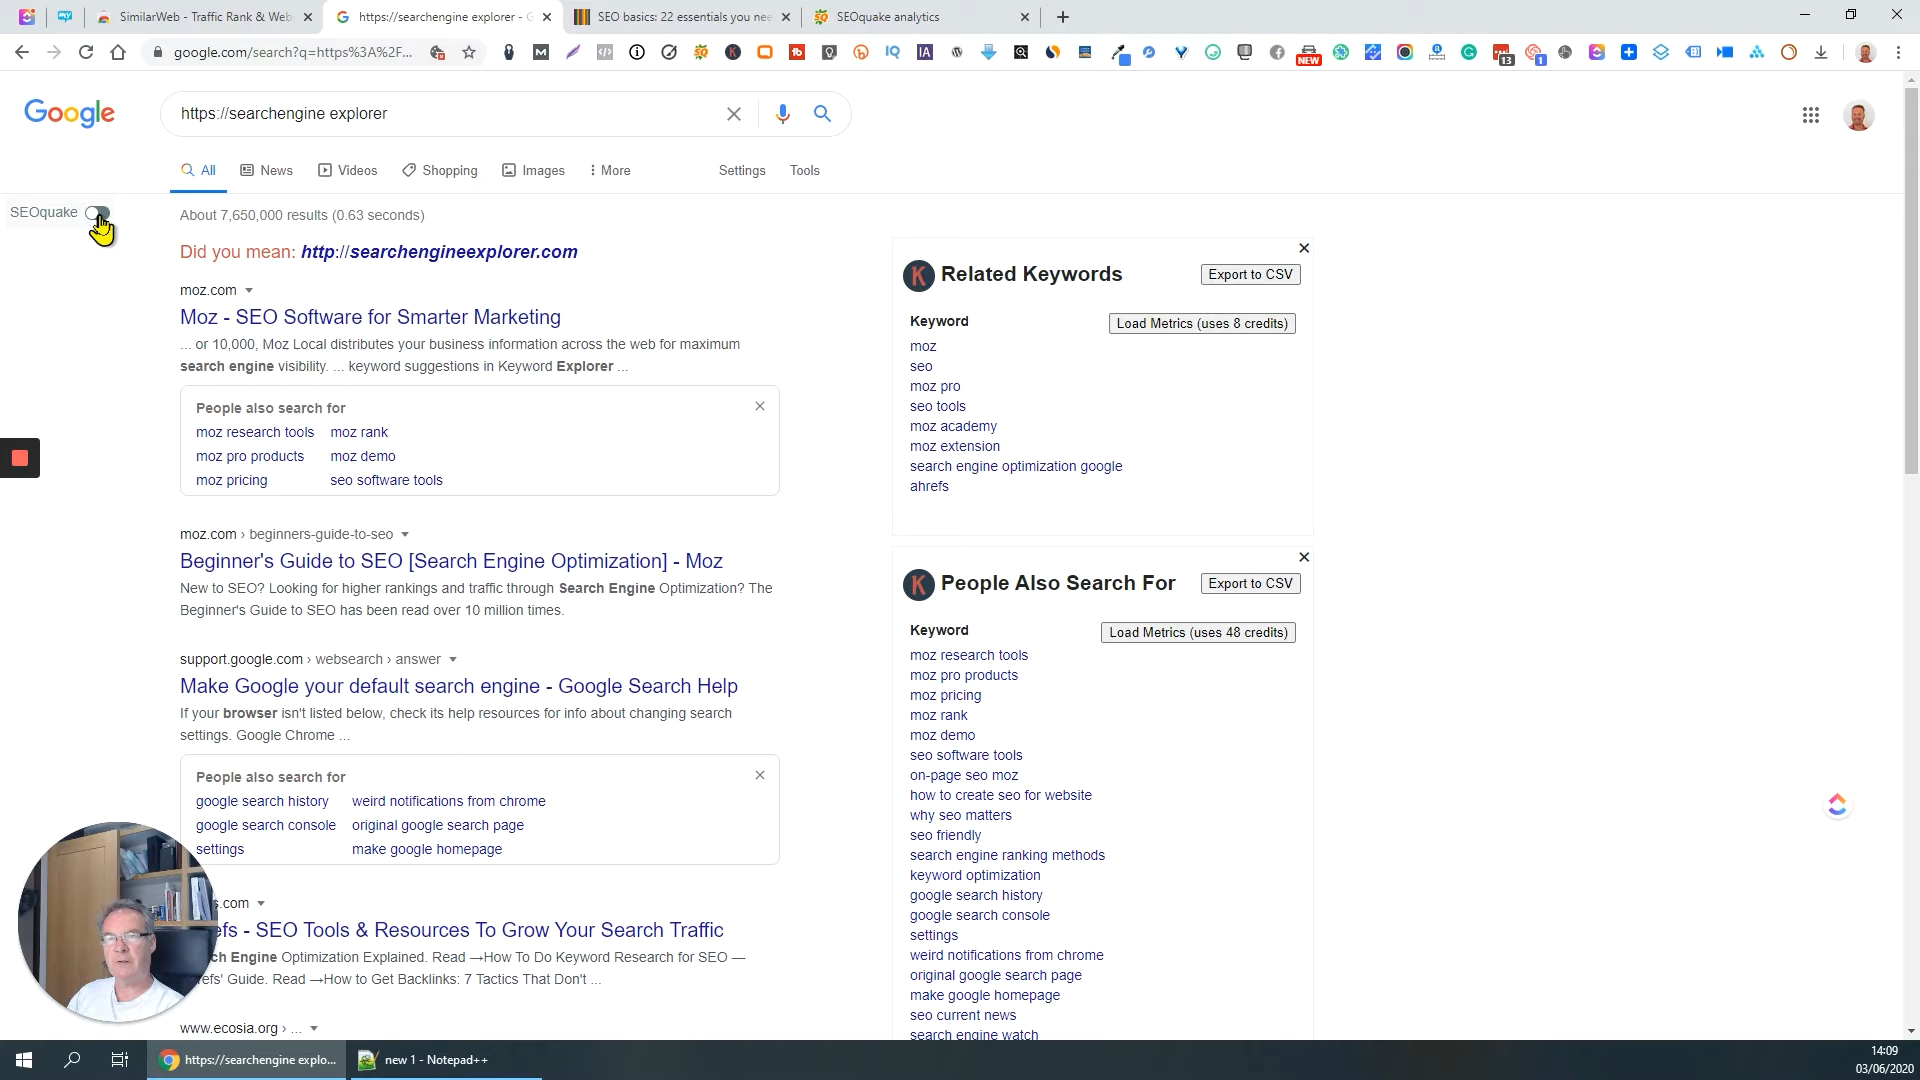 SimilarWeb - Traffic Rank & Web
https://searchengine explorer - G
SEO basics: 22 essentials you nee
SEOquake analytics
google.com/search?q=https%3A%2F...
NEW
13
1
Google
https://searchengine explorer
All
News
Videos
Shopping
Images
More
Settings
Tools
SEOquake
About 7,650,000 results (0.63 seconds)
Did you mean: http://searchengineexplorer.com
moz.com
Moz - SEO Software for Smarter Marketing
... or 10,000, Moz Local distributes your business information across the web for maximum
search engine visibility. ... keyword suggestions in Keyword Explorer ...
People also search for
moz research tools moz rank
moz pro products moz demo
moz pricing seo software tools
moz.com › beginners-guide-to-seo
Beginner's Guide to SEO [Search Engine Optimization] - Moz
New to SEO? Looking for higher rankings and traffic through Search Engine Optimization? The
Beginner's Guide to SEO has been read over 10 million times.
support.google.com › websearch › answer
Make Google your default search engine - Google Search Help
If your browser isn't listed below, check its help resources for info about changing search
settings. Google Chrome ...
People also search for
google search history weird notifications from chrome
google search console original google search page
settings make google homepage
s.com
efs - SEO Tools & Resources To Grow Your Search Traffic
ch Engine Optimization Explained. Read →How To Do Keyword Research for SEO —
refs' Guide. Read →How to Get Backlinks: 7 Tactics That Don't ...
www.ecosia.org › ...
K Related Keywords
Export to CSV
Keyword
Load Metrics (uses 8 credits)
moz
seo
moz pro
seo tools
moz academy
moz extension
search engine optimization google
ahrefs
K People Also Search For
Export to CSV
Keyword
Load Metrics (uses 48 credits)
moz research tools
moz pro products
moz pricing
moz rank
moz demo
seo software tools
on-page seo moz
how to create seo for website
why seo matters
seo friendly
search engine ranking methods
keyword optimization
google search history
google search console
settings
weird notifications from chrome
original google search page
make google homepage
seo current news
search engine watch
https://searchengine explo...
new 1 - Notepad++
14:09
03/06/2020